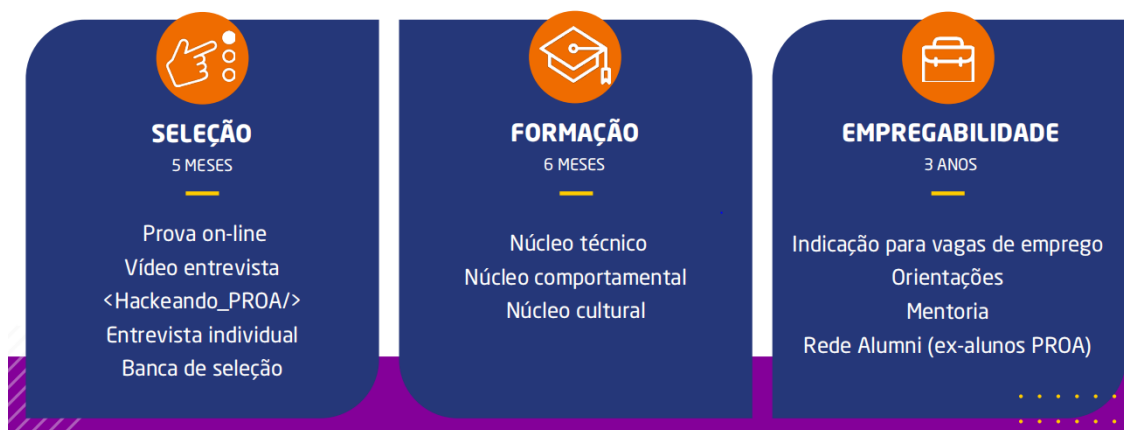 SELEÇÃO
5 MESES
Prova on-line
Vídeo entrevista
<Hackeando_PROA/>
Entrevista individual
Banca de seleção
FORMAÇÃO
6 MESES
Núcleo técnico
Núcleo comportamental
Núcleo cultural
EMPREGABILIDADE
3 ANOS
Indicação para vagas de emprego
Orientações
Mentoria
Rede Alumni (ex-alunos PROA)